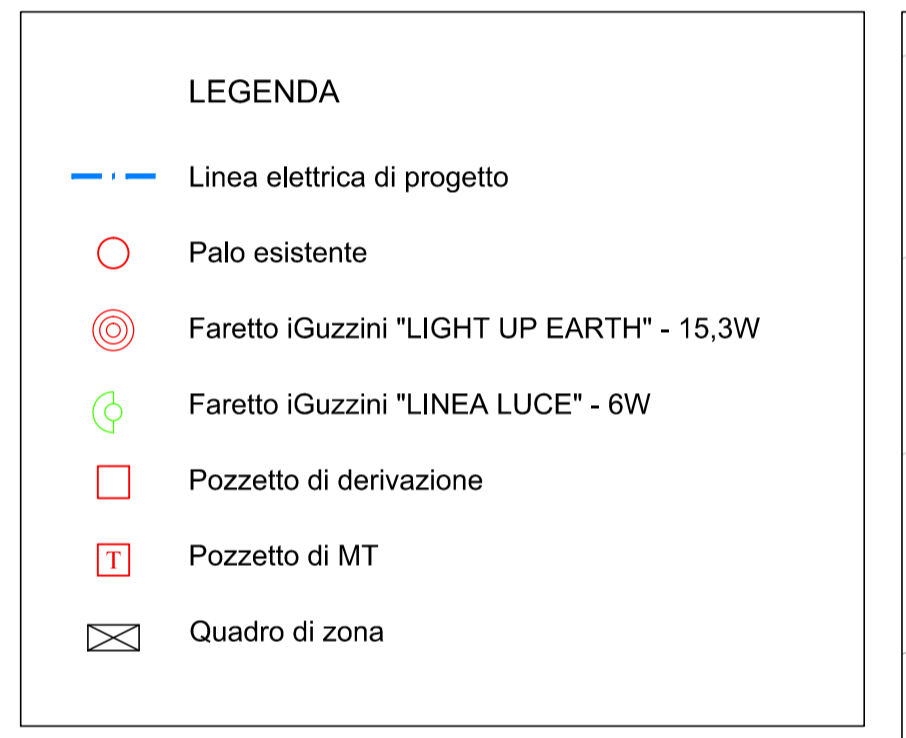 LEGENDA
Linea elettrica di progetto
Palo esistente
Faretto iGuzzini "LIGHT UP EARTH" - 15,3W
Faretto iGuzzini "LINEA LUCE" - 6W
Pozzetto di derivazione
T Pozzetto di MT
Quadro di zona